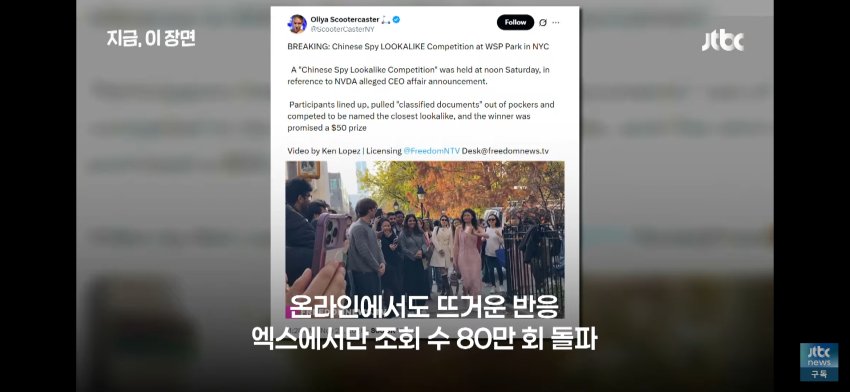 지금, 이 장면
jtbc
Oliya Scootercaster 🛴
@ScooterCasterNY
Follow
BREAKING: Chinese Spy LOOKALIKE Competition at WSP Park in NYC
A "Chinese Spy Lookalike Competition" was held at noon Saturday, in
reference to NVDA alleged CEO affair announcement.
Participants lined up, pulled "classified documents" out of pockers and
competed to be named the closest lookalike, and the winner was
promised a $50 prize
Video by Ken Lopez | Licensing @FreedomNTV Desk@freedomnews.tv
온라인에서도 뜨거운 반응
엑스에서만 조회 수 80만 회 돌파
jtbc
news
구독